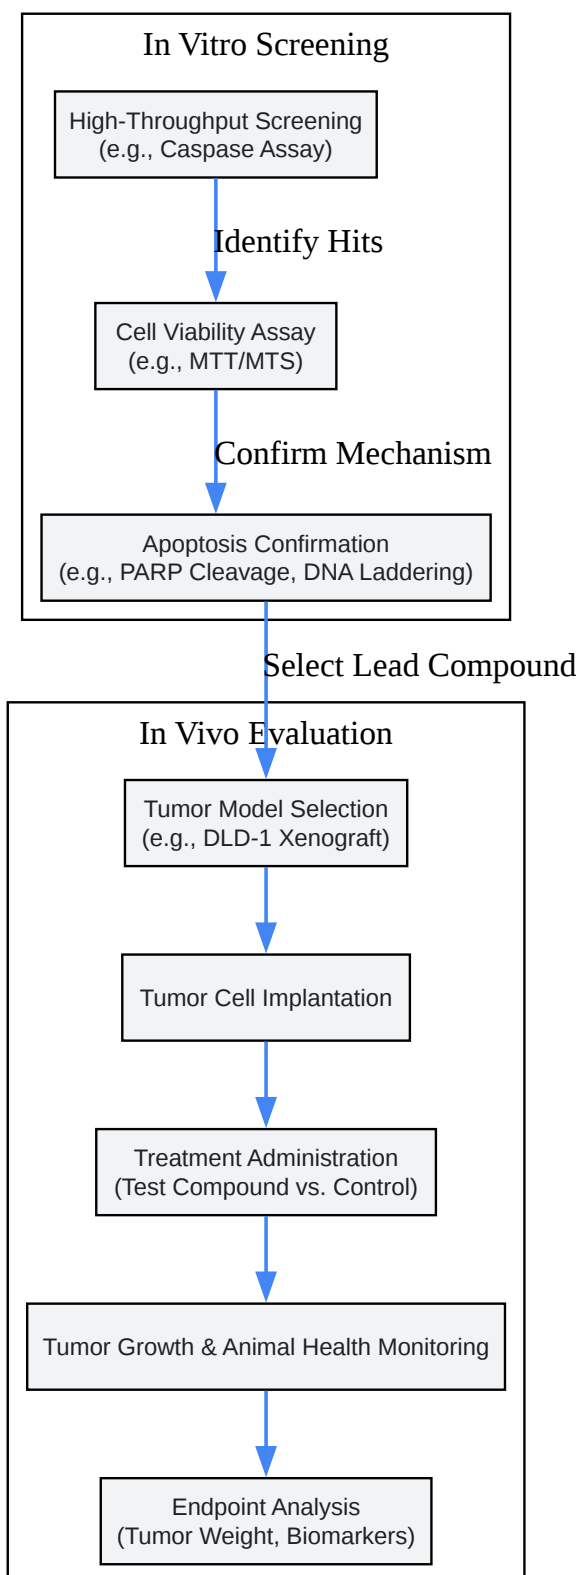 In Vitro Screening
High-Throughput Screening
(e.g., Caspase Assay)
Identify Hits
Cell Viability Assay
(e.g., MTT/MTS)
Confirm Mechanism
Apoptosis Confirmation
(e.g., PARP Cleavage, DNA Laddering)
Select Lead Compound
In Vivo Evaluation
Tumor Model Selection
(e.g., DLD-1 Xenograft)
Tumor Cell Implantation
Treatment Administration
(Test Compound vs. Control)
Tumor Growth & Animal Health Monitoring
Endpoint Analysis
(Tumor Weight, Biomarkers)